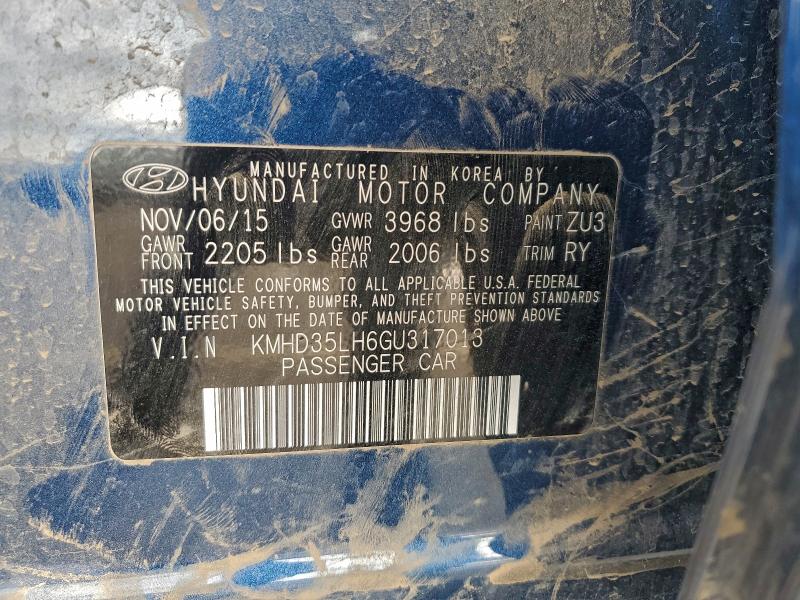 MANUFACTURED IN KOREA BY
HYUNDAI MOTOR COMPANY
NOV/06/15 GVWR 3968 lbs PAINT ZU3
GAWR FRONT 2205 lbs GAWR REAR 2006 lbs TRIM RY
THIS VEHICLE CONFORMS TO ALL APPLICABLE U.S.A. FEDERAL
MOTOR VEHICLE SAFETY, BUMPER, AND THEFT PREVENTION STANDARDS
IN EFFECT ON THE DATE OF MANUFACTURE SHOWN ABOVE
V.I.N KMHD35LH6GU317013
PASSENGER CAR